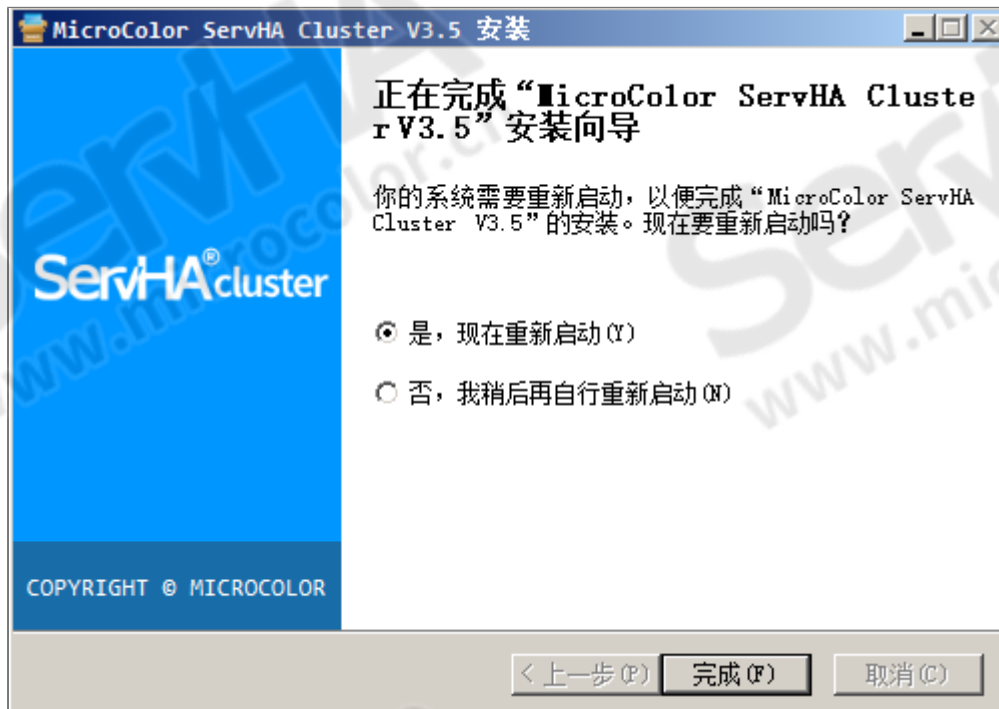 MicroColor ServHA Cluster V3.5 安装
正在完成“MicroColor ServHA Cluste
r V3.5”安装向导
你的系统需要重新启动，以便完成“MicroColor ServHA
Cluster V3.5”的安装。现在要重新启动吗？
ServHA®cluster
是，现在重新启动(Y)
否，我稍后再自行重新启动(N)
COPYRIGHT © MICROCOLOR
< 上一步(P)
完成(F)
取消(C)